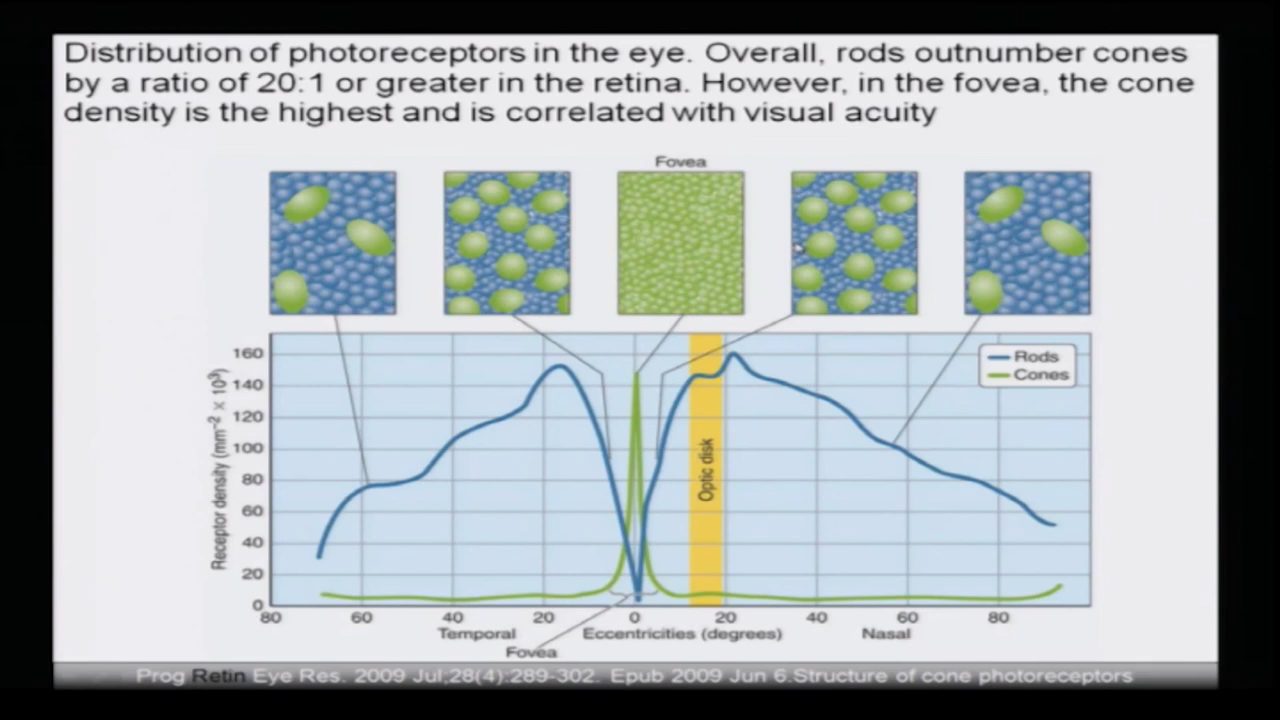 Distribution of photoreceptors in the eye. Overall, rods outnumber cones
by a ratio of 20:1 or greater in the retina. However, in the fovea, the cone
density is the highest and is correlated with visual acuity
Fovea
Receptor density (mm⁻² × 10³)
160
140
120
100
80
60
40
20
0
Rods
Cones
Optic disk
80 60 40 20 0 20 40 60 80
Temporal Eccentricities (degrees) Nasal
Fovea
Prog Retin Eye Res. 2009 Jul;28(4):289-302. Epub 2009 Jun 6.Structure of cone photoreceptors